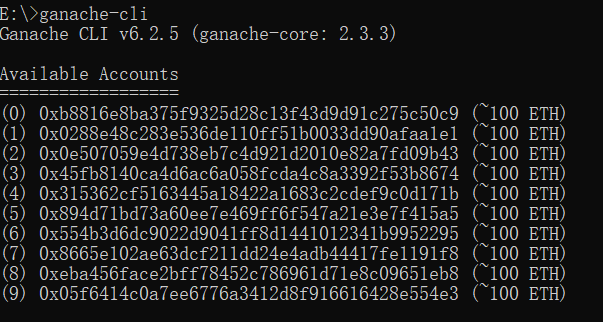 E:\>ganache-cli
Ganache CLI v6.2.5 (ganache-core: 2.3.3)
Available Accounts
==================
(0) 0xb8816e8ba375f9325d28c13f43d9d91c275c50c9 (~100 ETH)
(1) 0x0288e48c283e536de110ff51b0033dd90afaa1e1 (~100 ETH)
(2) 0x0e507059e4d738eb7c4d921d2010e82a7fd09b43 (~100 ETH)
(3) 0x45fb8140ca4d6ac6a058fcda4c8a3392f53b8674 (~100 ETH)
(4) 0x315362cf5163445a18422a1683c2cdef9c0d171b (~100 ETH)
(5) 0x894d71bd73a60ee7e469ff6f547a21e3e7f415a5 (~100 ETH)
(6) 0x554b3d6dc9022d9041ff8d1441012341b9952295 (~100 ETH)
(7) 0x8665e102ae63dcf211dd24e4adb44417fe1191f8 (~100 ETH)
(8) 0xeba456face2bff78452c786961d71e8c09651eb8 (~100 ETH)
(9) 0x05f6414c0a7ee6776a3412d8f916616428e554e3 (~100 ETH)